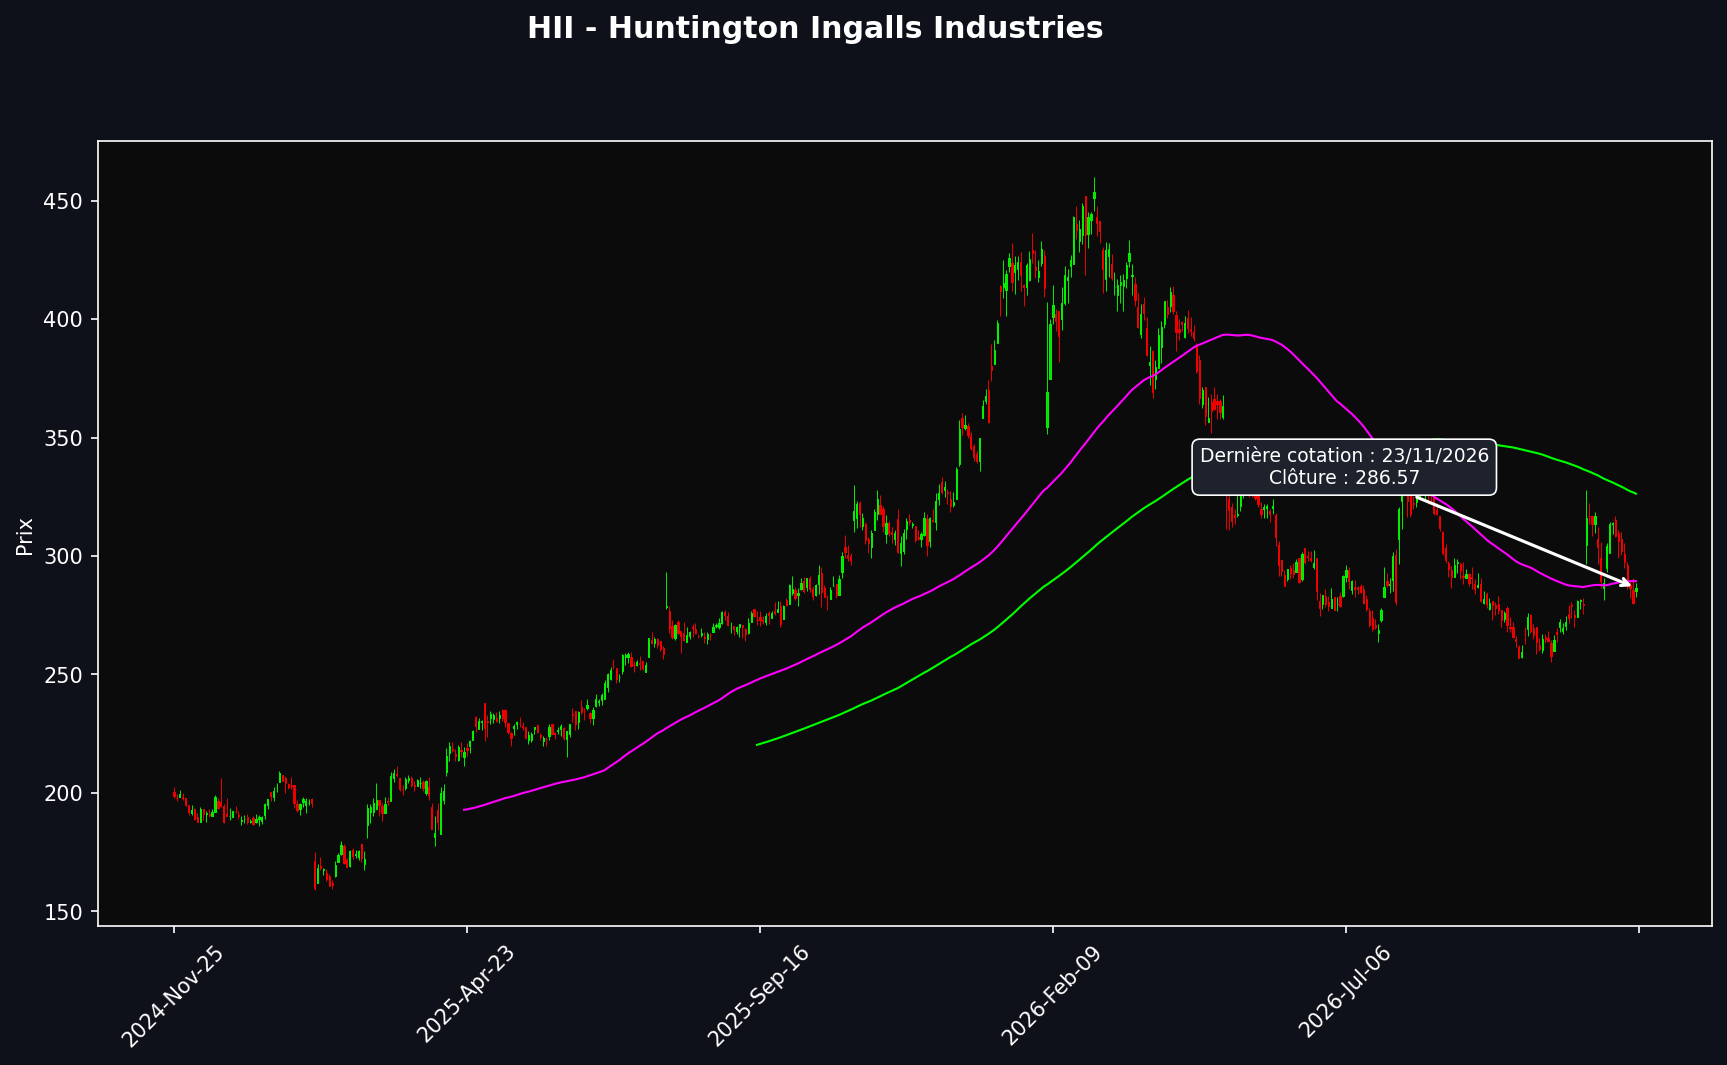 HII - Huntington Ingalls Industries
Prix
450
400
350
300
250
200
150
Dernière cotation : 23/11/2026
Clôture : 286.57
2024-Nov-25
2025-Apr-23
2025-Sep-16
2026-Feb-09
2026-Jul-06